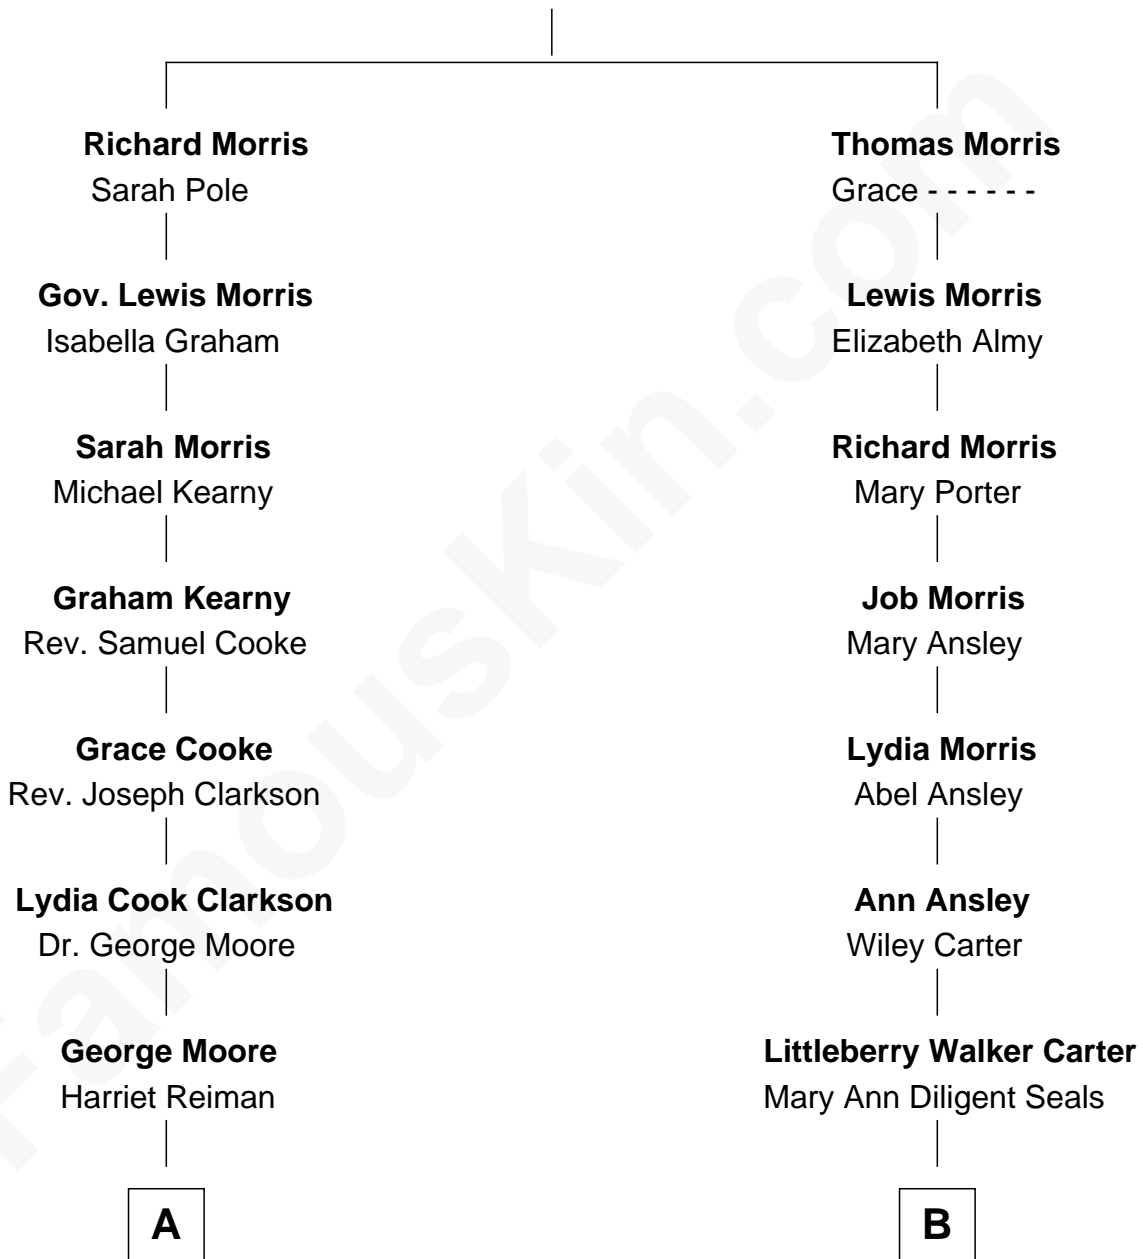 Richard Morris
Sarah Pole
Gov. Lewis Morris
Isabella Graham
Sarah Morris
Michael Kearny
Graham Kearny
Rev. Samuel Cooke
Grace Cooke
Rev. Joseph Clarkson
Lydia Cook Clarkson
Dr. George Moore
George Moore
Harriet Reiman
A
Thomas Morris
Grace - - - - - -
Lewis Morris
Elizabeth Almy
Richard Morris
Mary Porter
Job Morris
Mary Ansley
Lydia Morris
Abel Ansley
Ann Ansley
Wiley Carter
Littleberry Walker Carter
Mary Ann Diligent Seals
B
FamousKin.com